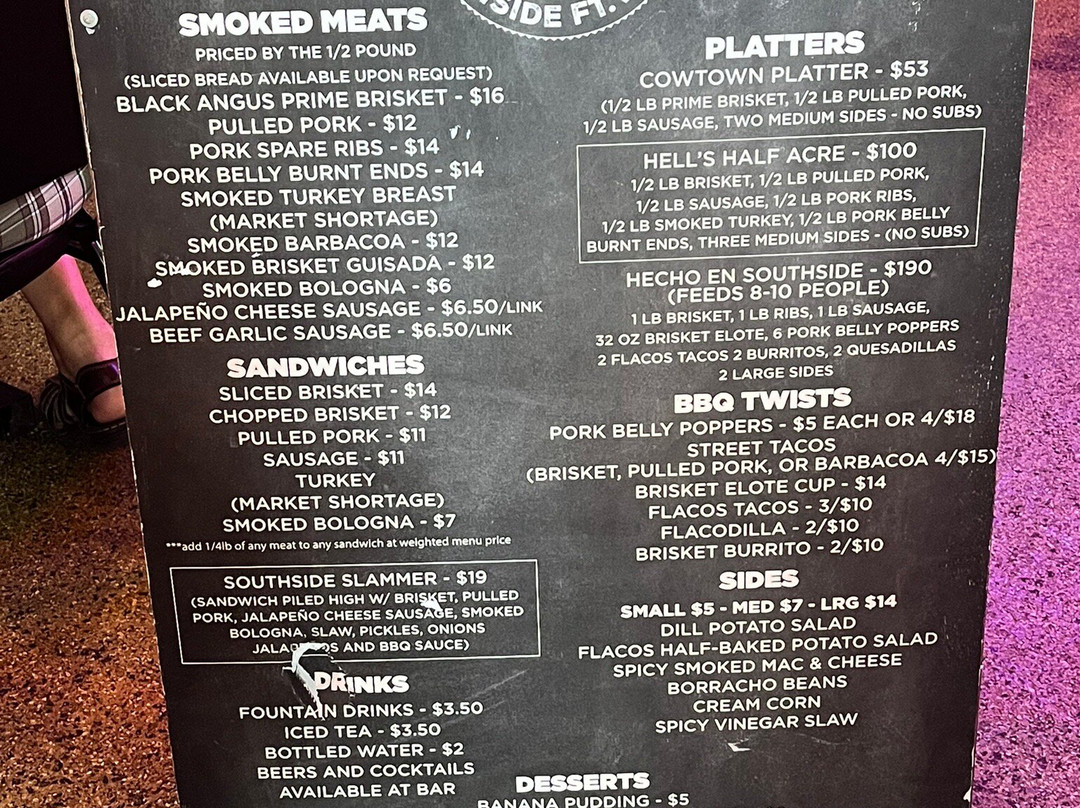 SIDE FT.
SMOKED MEATS
PRICED BY THE 1/2 POUND
(SLICED BREAD AVAILABLE UPON REQUEST)
BLACK ANGUS PRIME BRISKET - $16
PULLED PORK - $12
PORK SPARE RIBS - $14
PORK BELLY BURNT ENDS - $14
SMOKED TURKEY BREAST
(MARKET SHORTAGE)
SMOKED BARBACOA - $12
SMOKED BRISKET GUISADA - $12
SMOKED BOLOGNA - $6
JALAPEÑO CHEESE SAUSAGE - $6.50/LINK
BEEF GARLIC SAUSAGE - $6.50/LINK
SANDWICHES
SLICED BRISKET - $14
CHOPPED BRISKET - $12
PULLED PORK - $11
SAUSAGE - $11
TURKEY
(MARKET SHORTAGE)
SMOKED BOLOGNA - $7
***add 1/4lb of any meat to any sandwich at weighted menu price
SOUTHSIDE SLAMMER - $19
(SANDWICH PILED HIGH W/ BRISKET, PULLED
PORK, JALAPEÑO CHEESE SAUSAGE, SMOKED
BOLOGNA, SLAW, PICKLES, ONIONS
AND BBQ SAUCE)
DRINKS
FOUNTAIN DRINKS - $3.50
ICED TEA - $3.50
BOTTLED WATER - $2
BEERS AND COCKTAILS
AVAILABLE AT BAR
PLATTERS
COWTOWN PLATTER - $53
(1/2 LB PRIME BRISKET, 1/2 LB PULLED PORK,
1/2 LB SAUSAGE, TWO MEDIUM SIDES - NO SUBS)
HELL'S HALF ACRE - $100
1/2 LB BRISKET, 1/2 LB PULLED PORK,
1/2 LB SAUSAGE, 1/2 LB PORK RIBS,
1/2 LB SMOKED TURKEY, 1/2 LB PORK BELLY
BURNT ENDS, THREE MEDIUM SIDES - (NO SUBS)
HECHO EN SOUTHSIDE - $190
(FEEDS 8-10 PEOPLE)
1 LB BRISKET, 1 LB RIBS, 1 LB SAUSAGE,
32 OZ BRISKET ELOTE, 6 PORK BELLY POPPERS
2 FLACOS TACOS 2 BURRITOS, 2 QUESADILLAS
2 LARGE SIDES
BBQ TWISTS
PORK BELLY POPPERS - $5 EACH OR 4/$18
STREET TACOS
(BRISKET, PULLED PORK, OR BARBACOA 4/$15)
BRISKET ELOTE CUP - $14
FLACOS TACOS - 3/$10
FLACODILLA - 2/$10
BRISKET BURRITO - 2/$10
SIDES
SMALL $5 - MED $7 - LRG $14
DILL POTATO SALAD
FLACOS HALF-BAKED POTATO SALAD
SPICY SMOKED MAC & CHEESE
BORRACHO BEANS
CREAM CORN
SPICY VINEGAR SLAW
DESSERTS
BANANA PUDDING - $5